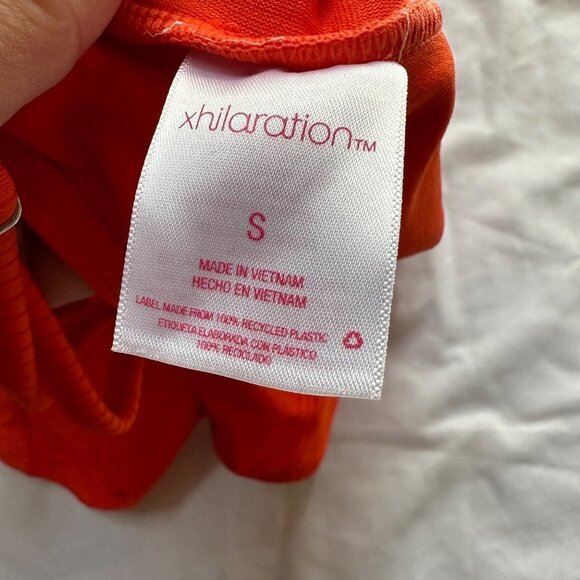 xhilaration™
S
MADE IN VIETNAM
HECHO EN VIETNAM
LABEL MADE FROM 100% RECYCLED PLASTIC
ETIQUETA ELABORADA CON PLASTICO
100% RECICLADO